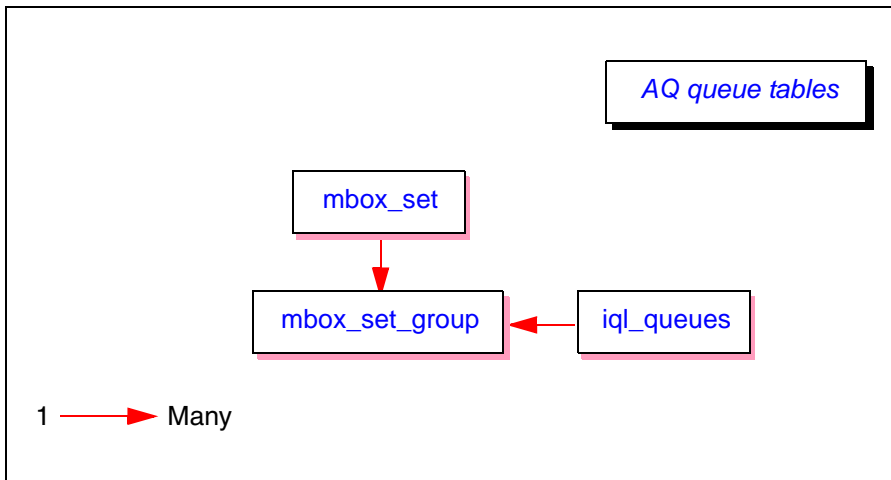 AQ queue tables
mbox_set
mbox_set_group
iql_queues
1
Many